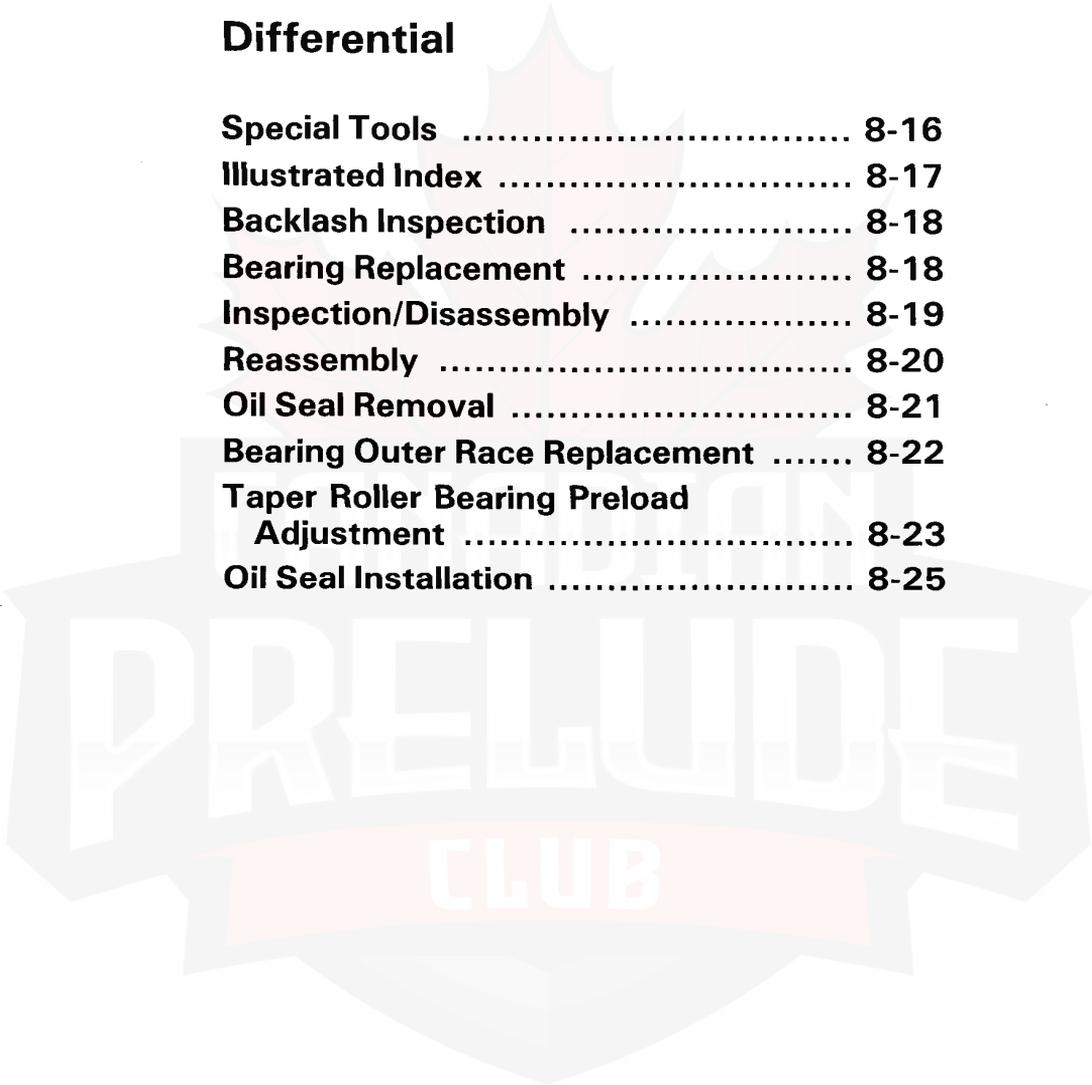 Differential
Special Tools ................................. 8-16
Illustrated Index .............................. 8-17
Backlash Inspection ........................ 8-18
Bearing Replacement ....................... 8-18
Inspection/Disassembly ................... 8-19
Reassembly ................................... 8-20
Oil Seal Removal ............................. 8-21
Bearing Outer Race Replacement ....... 8-22
Taper Roller Bearing Preload
Adjustment ................................. 8-23
Oil Seal Installation .......................... 8-25
CANADIAN
PRELUDE
CLUB